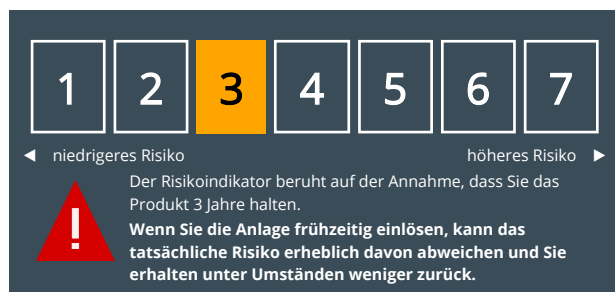 1 2 3 4 5 6 7
niedrigeres Risiko höheres Risiko
Der Risikoindikator beruht auf der Annahme, dass Sie das
Produkt 3 Jahre halten.
Wenn Sie die Anlage frühzeitig einlösen, kann das
tatsächliche Risiko erheblich davon abweichen und Sie
erhalten unter Umständen weniger zurück.
!